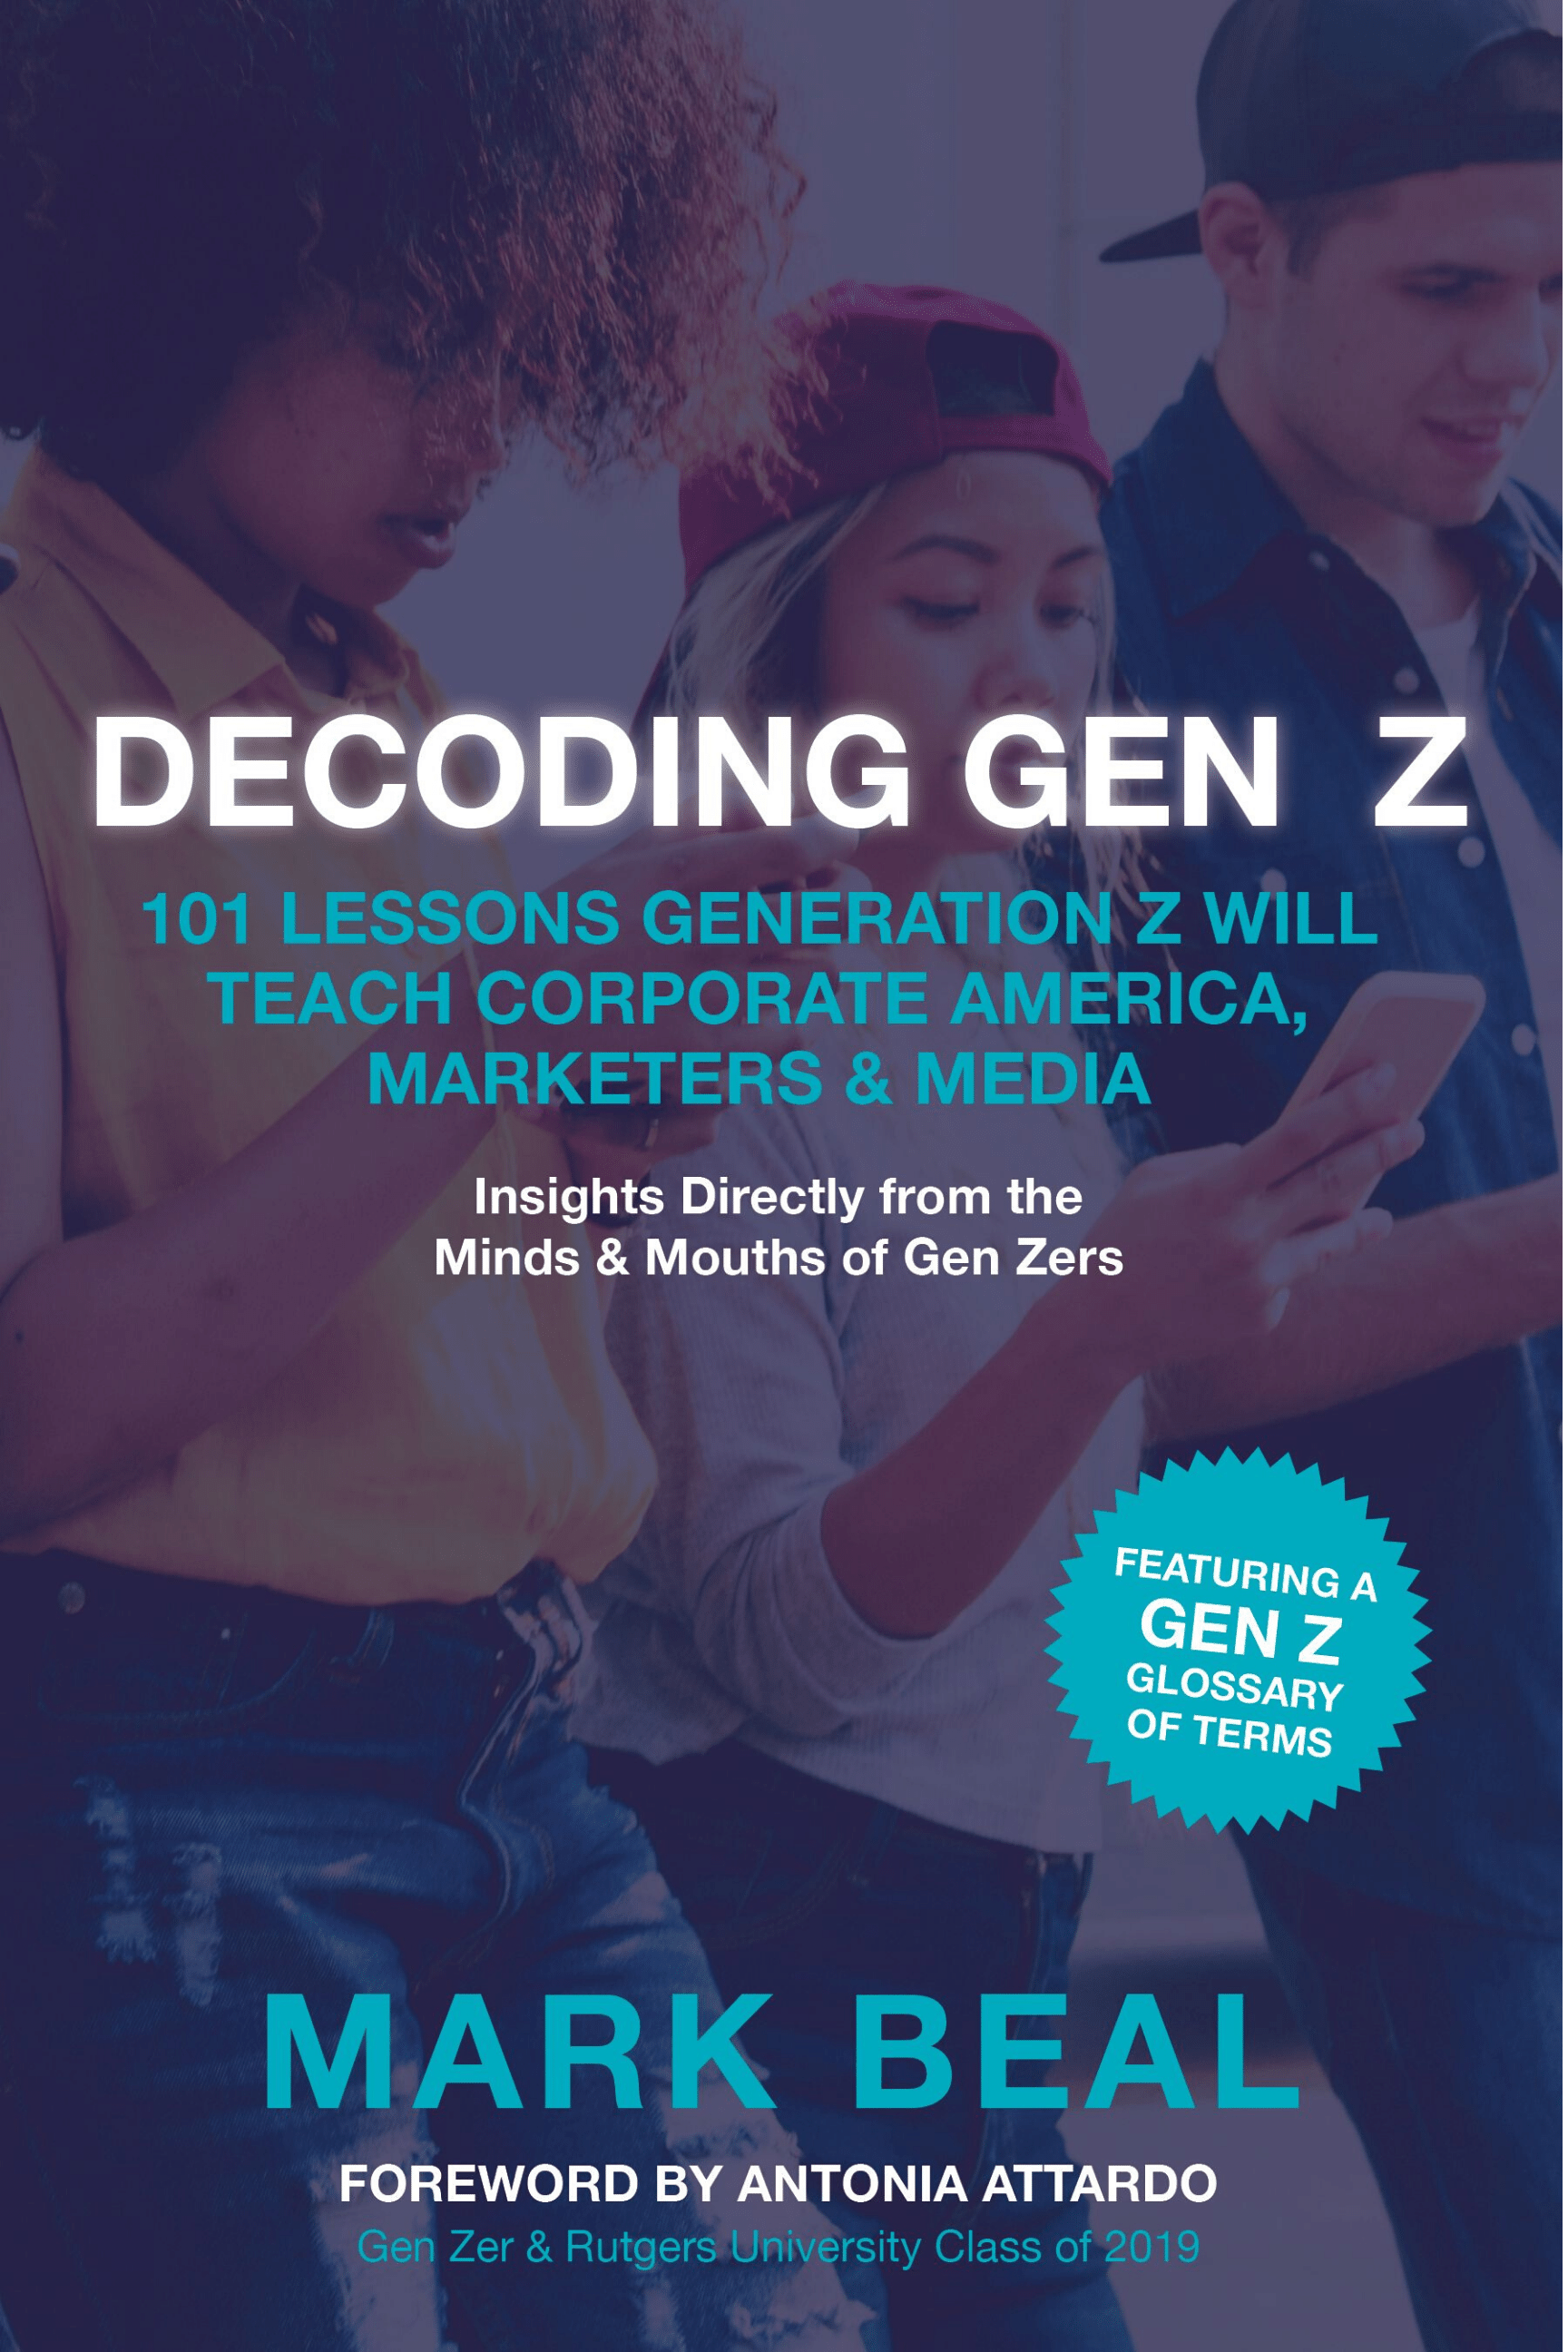 DECODING GEN Z
101 LESSONS GENERATION Z WILL
TEACH CORPORATE AMERICA,
MARKETERS & MEDIA
Insights Directly from the
Minds & Mouths of Gen Zers
FEATURING A
GEN Z
GLOSSARY
OF TERMS
MARK BEAL
FOREWORD BY ANTONIA ATTARDO
Gen Zer & Rutgers University Class of 2019